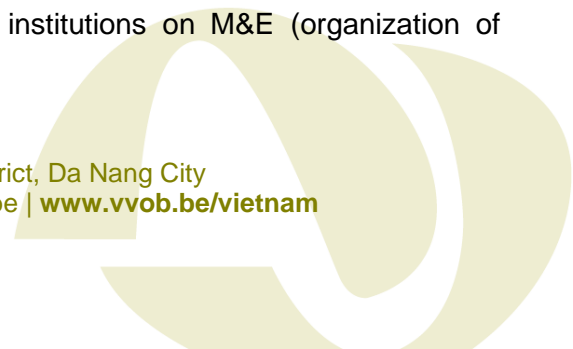 institutions on M&E (organization of
rict, Da Nang City
be | www.vvob.be/vietnam